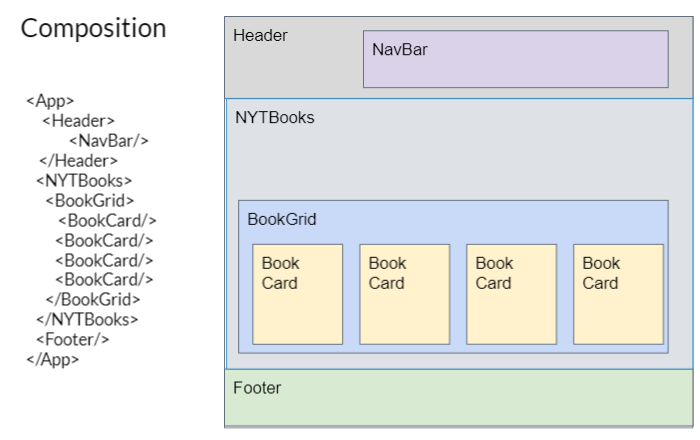 Composition
<App>
<Header>
<NavBar/>
</Header>
<NYTBooks>
<BookGrid>
<BookCard/>
<BookCard/>
<BookCard/>
<BookCard/>
</BookGrid>
</NYTBooks>
<Footer/>
</App>
Header
NavBar
NYTBooks
BookGrid
Book
Card
Book
Card
Book
Card
Book
Card
Footer